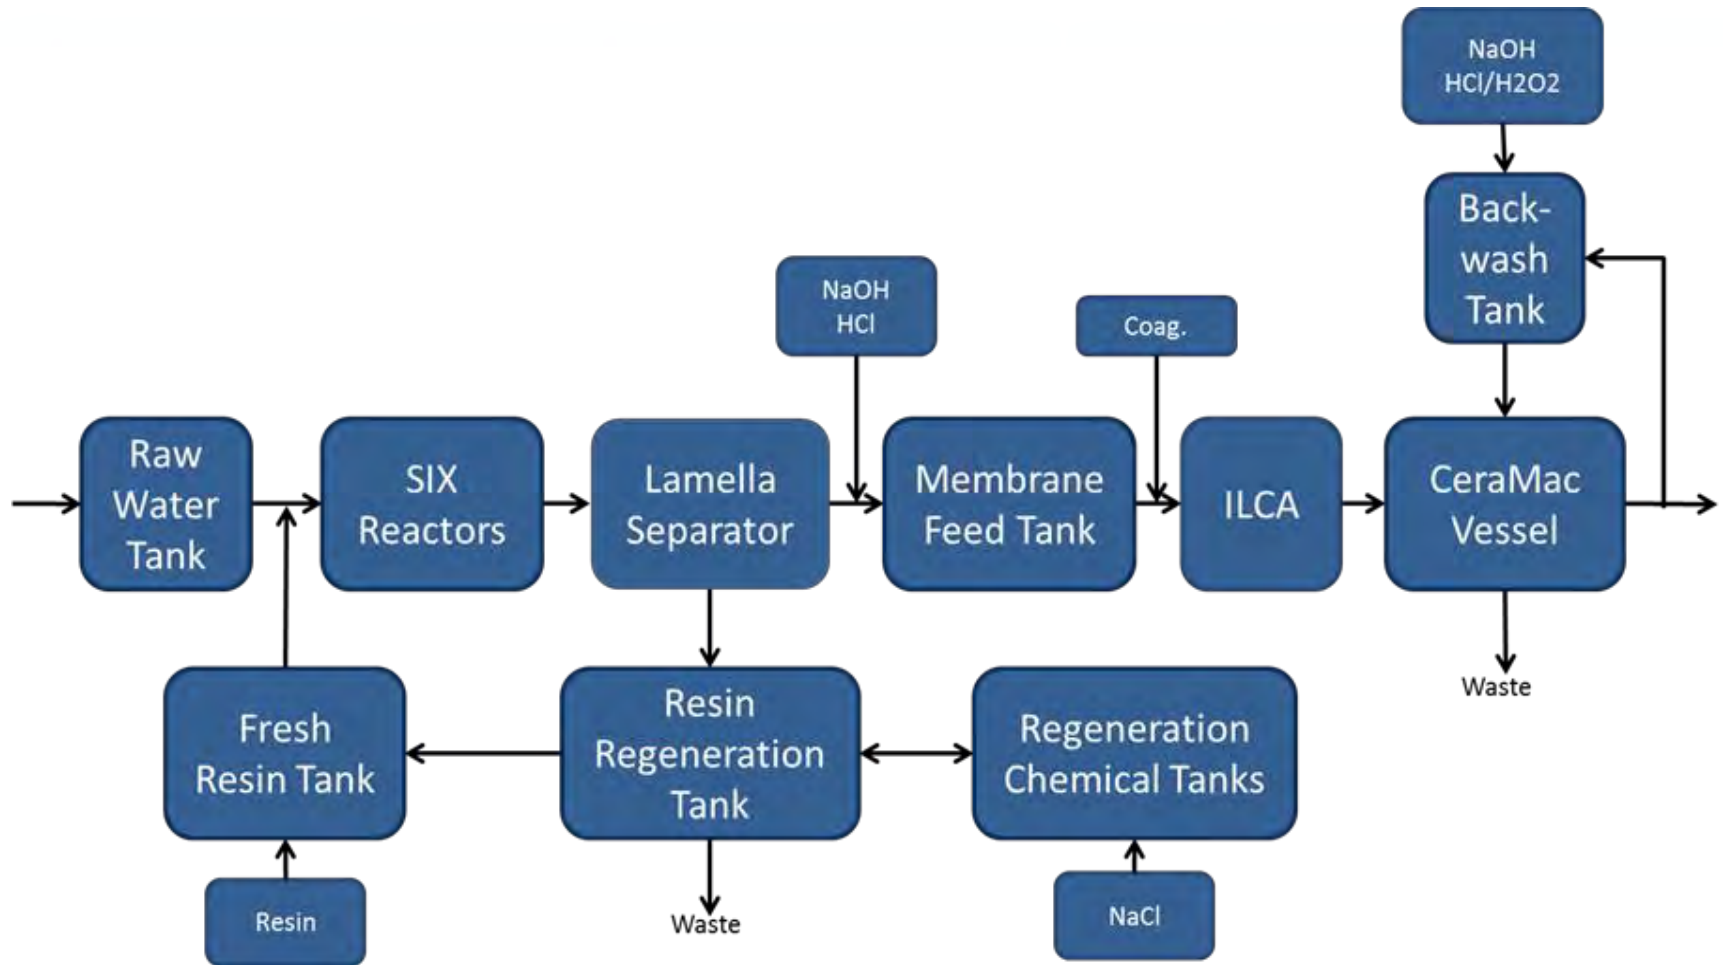 NaOH
HCl/H2O2
Back-
wash
Tank
NaOH
HCl
Coag.
Raw
Water
Tank
SIX
Reactors
Lamella
Separator
Membrane
Feed Tank
ILCA
CeraMac
Vessel
Waste
Fresh
Resin Tank
Resin
Regeneration
Tank
Regeneration
Chemical Tanks
Resin
Waste
NaCl